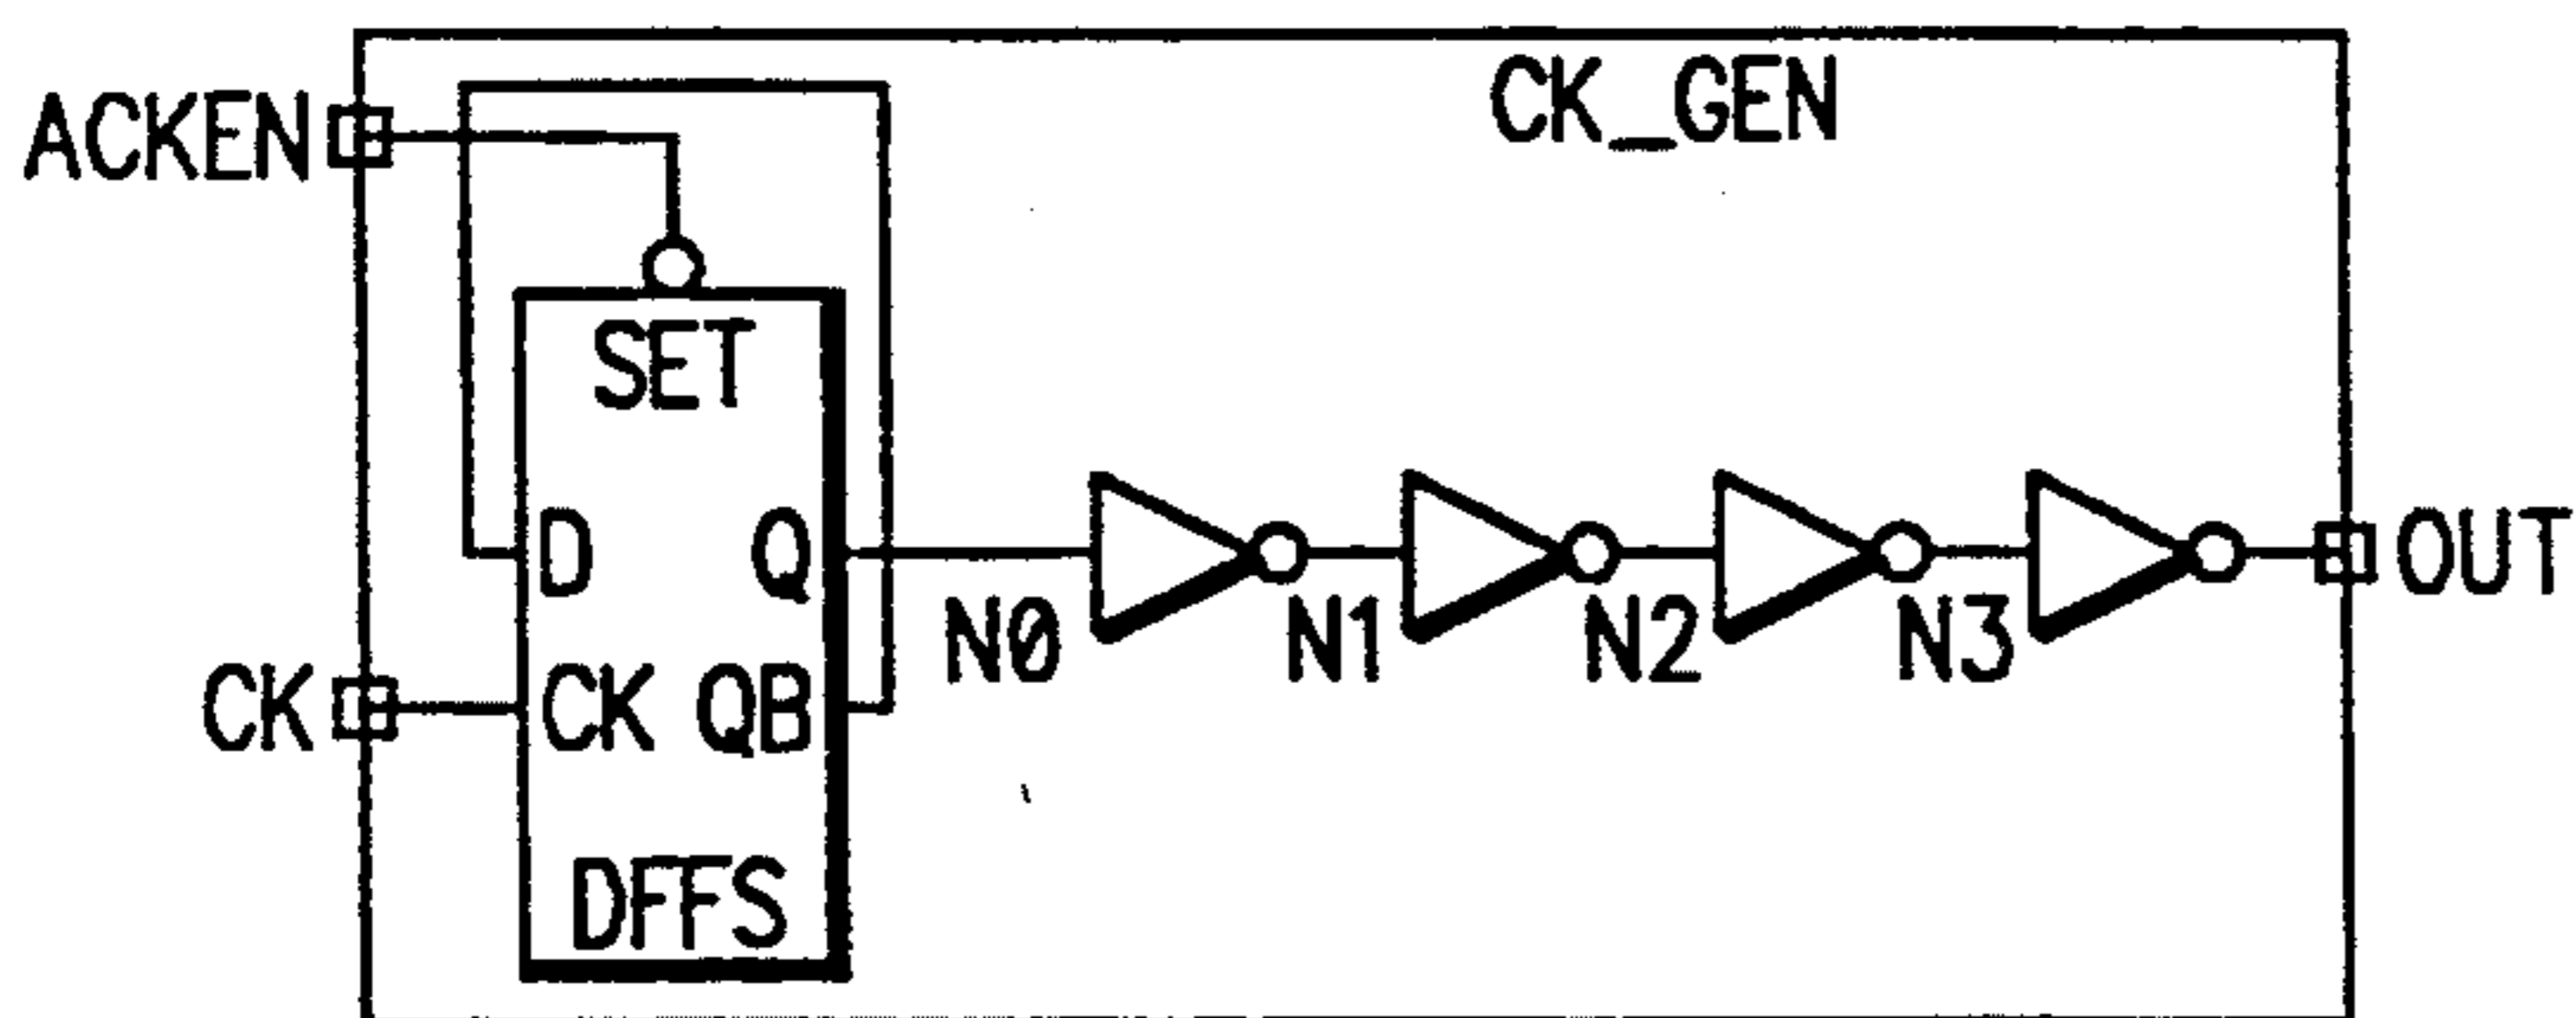 CK_GEN
ACKEN
SET
D Q
OUT
N0 N1 N2 N3
CK
CK QB
DFFS